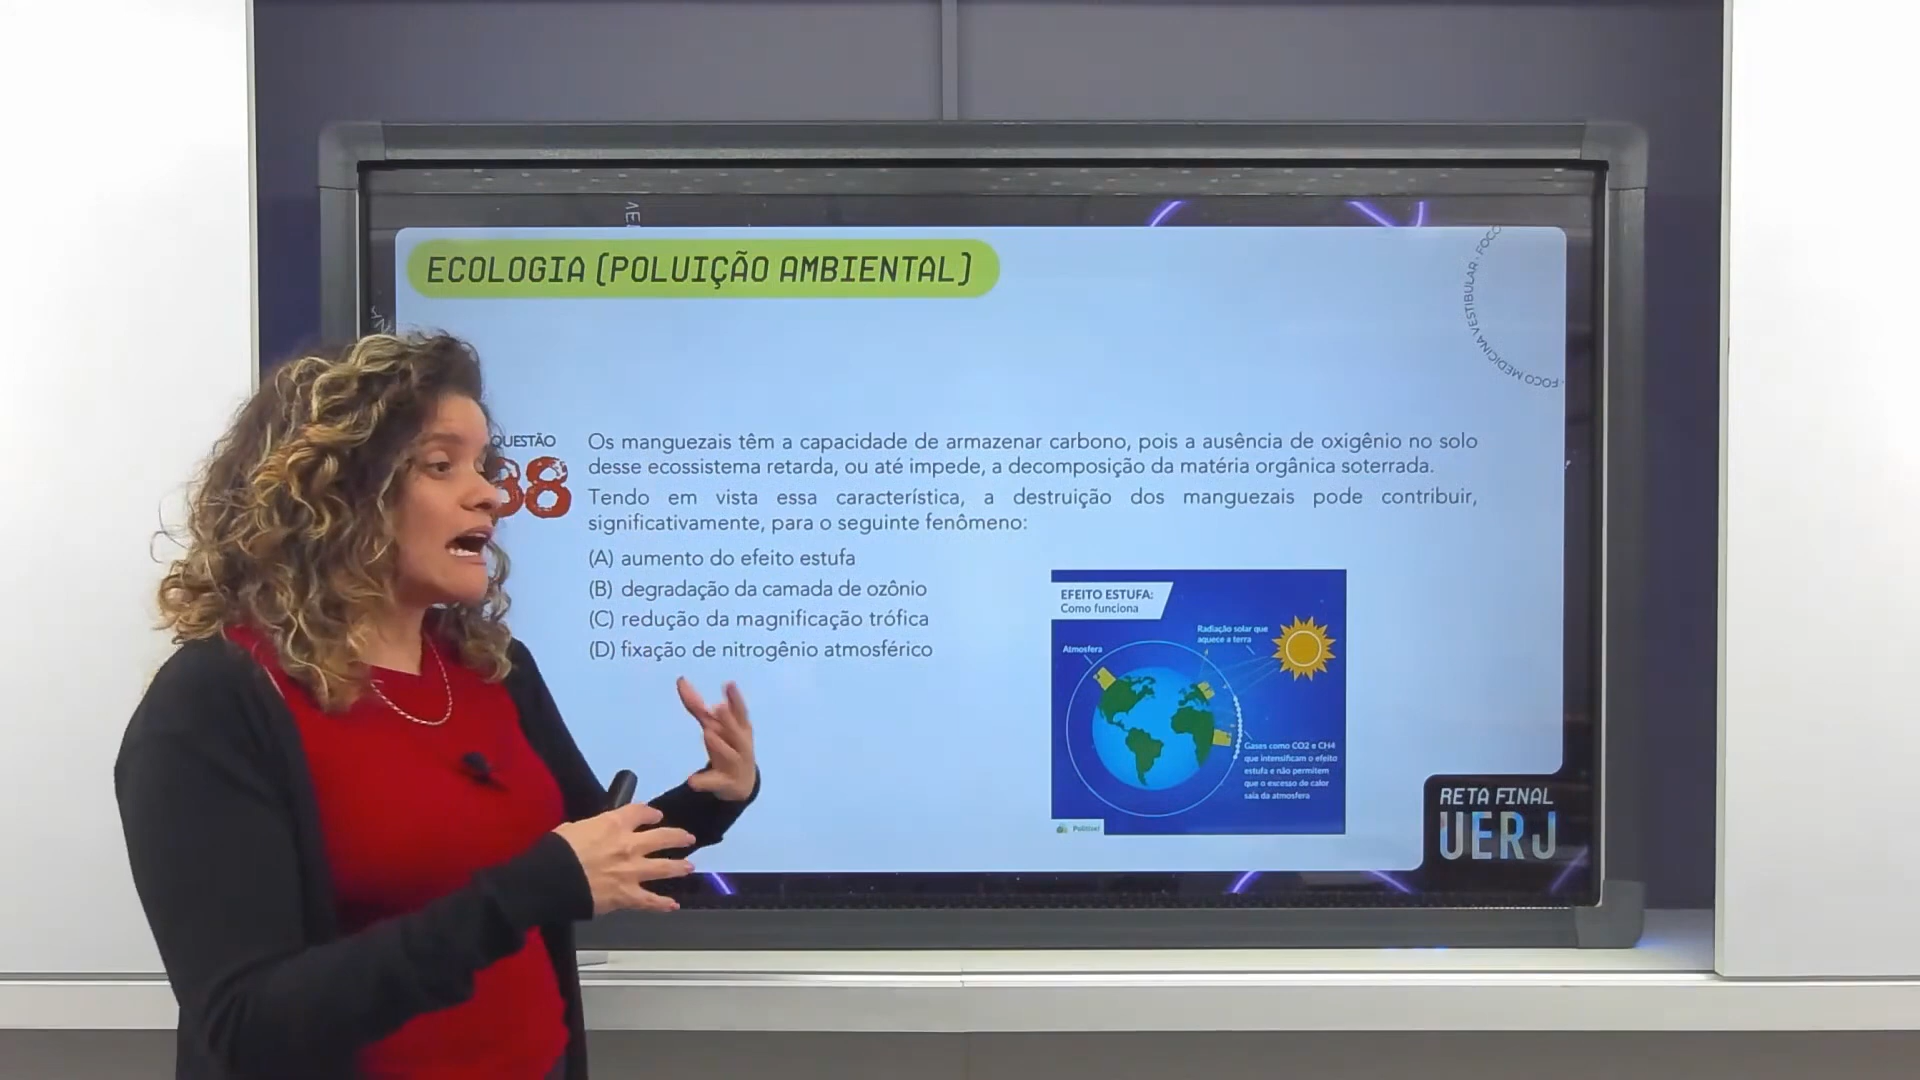 ECOLOGIA (POLUIÇÃO AMBIENTAL)
FOCO MEDICINA VESTIBULAR · FOCO
QUESTÃO
38
Os manguezais têm a capacidade de armazenar carbono, pois a ausência de oxigênio no solo
desse ecossistema retarda, ou até impede, a decomposição da matéria orgânica soterrada.
Tendo em vista essa característica, a destruição dos manguezais pode contribuir,
significativamente, para o seguinte fenômeno:
(A) aumento do efeito estufa
(B) degradação da camada de ozônio
(C) redução da magnificação trófica
(D) fixação de nitrogênio atmosférico
EFEITO ESTUFA:
Como funciona
Radiação solar que
aquece a terra
Atmosfera
Gases como CO2 e CH4
que intensificam o efeito
estufa e não permitem
que o excesso de calor
saia da atmosfera
RETA FINAL
UERJ